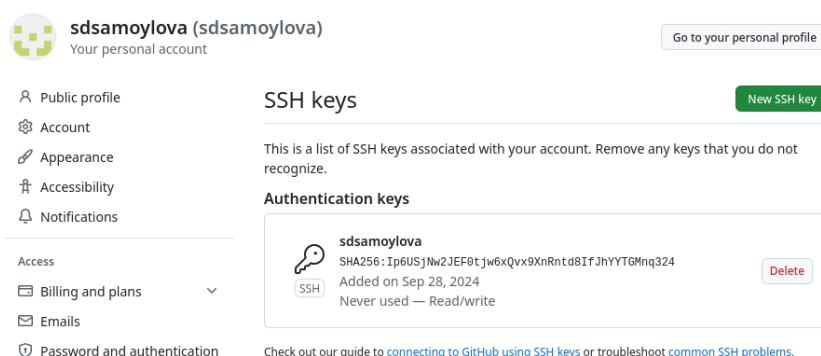 sdsamoylova (sdsamoylova)
Your personal account
Go to your personal profile
Public profile
Account
Appearance
Accessibility
Notifications
Access
Billing and plans
Emails
Password and authentication
SSH keys
New SSH key
This is a list of SSH keys associated with your account. Remove any keys that you do not
recognize.
Authentication keys
sdsamoylova
SHA256:Ip6USjNw2JEF0tjw6xQvx9XnRntd8IfJhYYTGMnq324
Added on Sep 28, 2024
Never used — Read/write
SSH
Delete
Check out our guide to connecting to GitHub using SSH keys or troubleshoot common SSH problems.